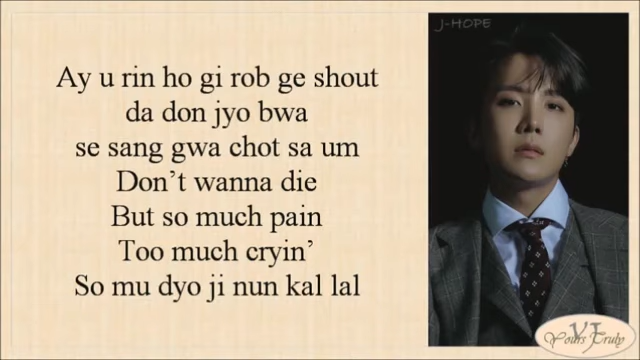 J-HOPE
Ay u rin ho gi rob ge shout
da don jyo bwa
se sang gwa chot sa um
Don't wanna die
But so much pain
Too much cryin'
So mu dyo ji nun kal lal
YT
Yours Truly